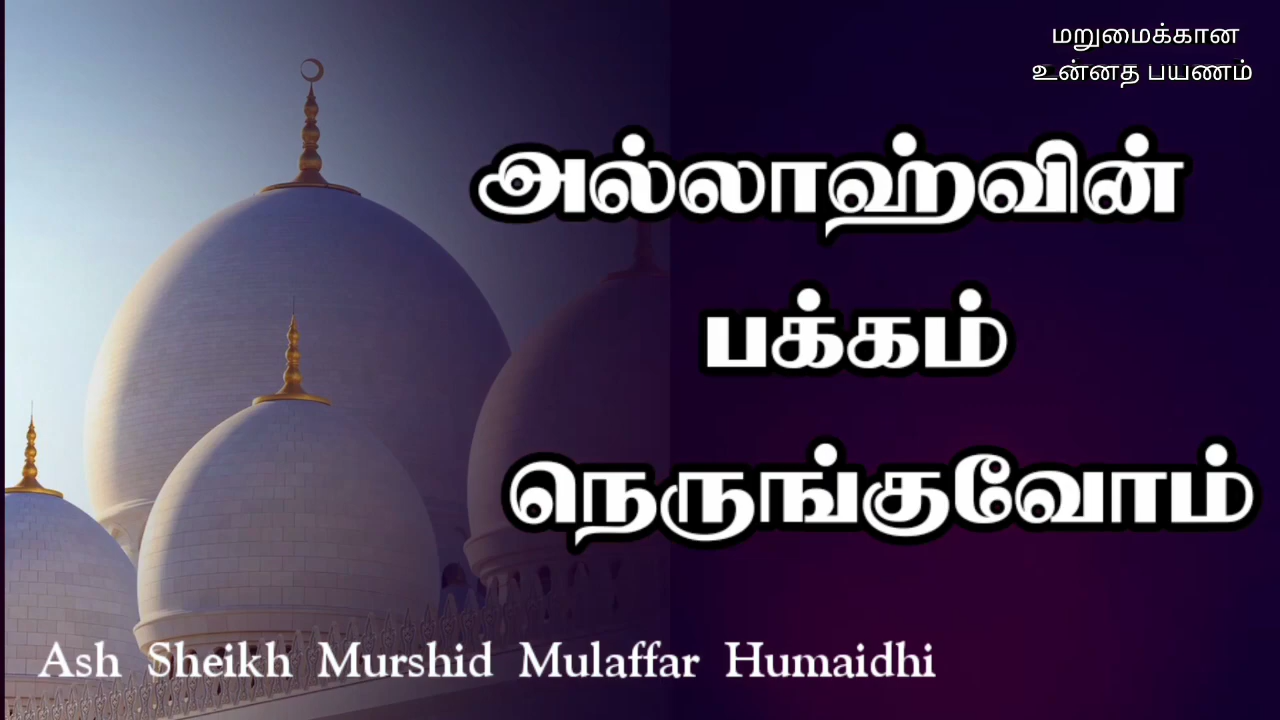 மறுமைக்கான
உன்னத பயணம்
அல்லாஹ்வின்
பக்கம்
நெருங்குவோம்
Ash Sheikh Murshid Mulaffar Humaidhi